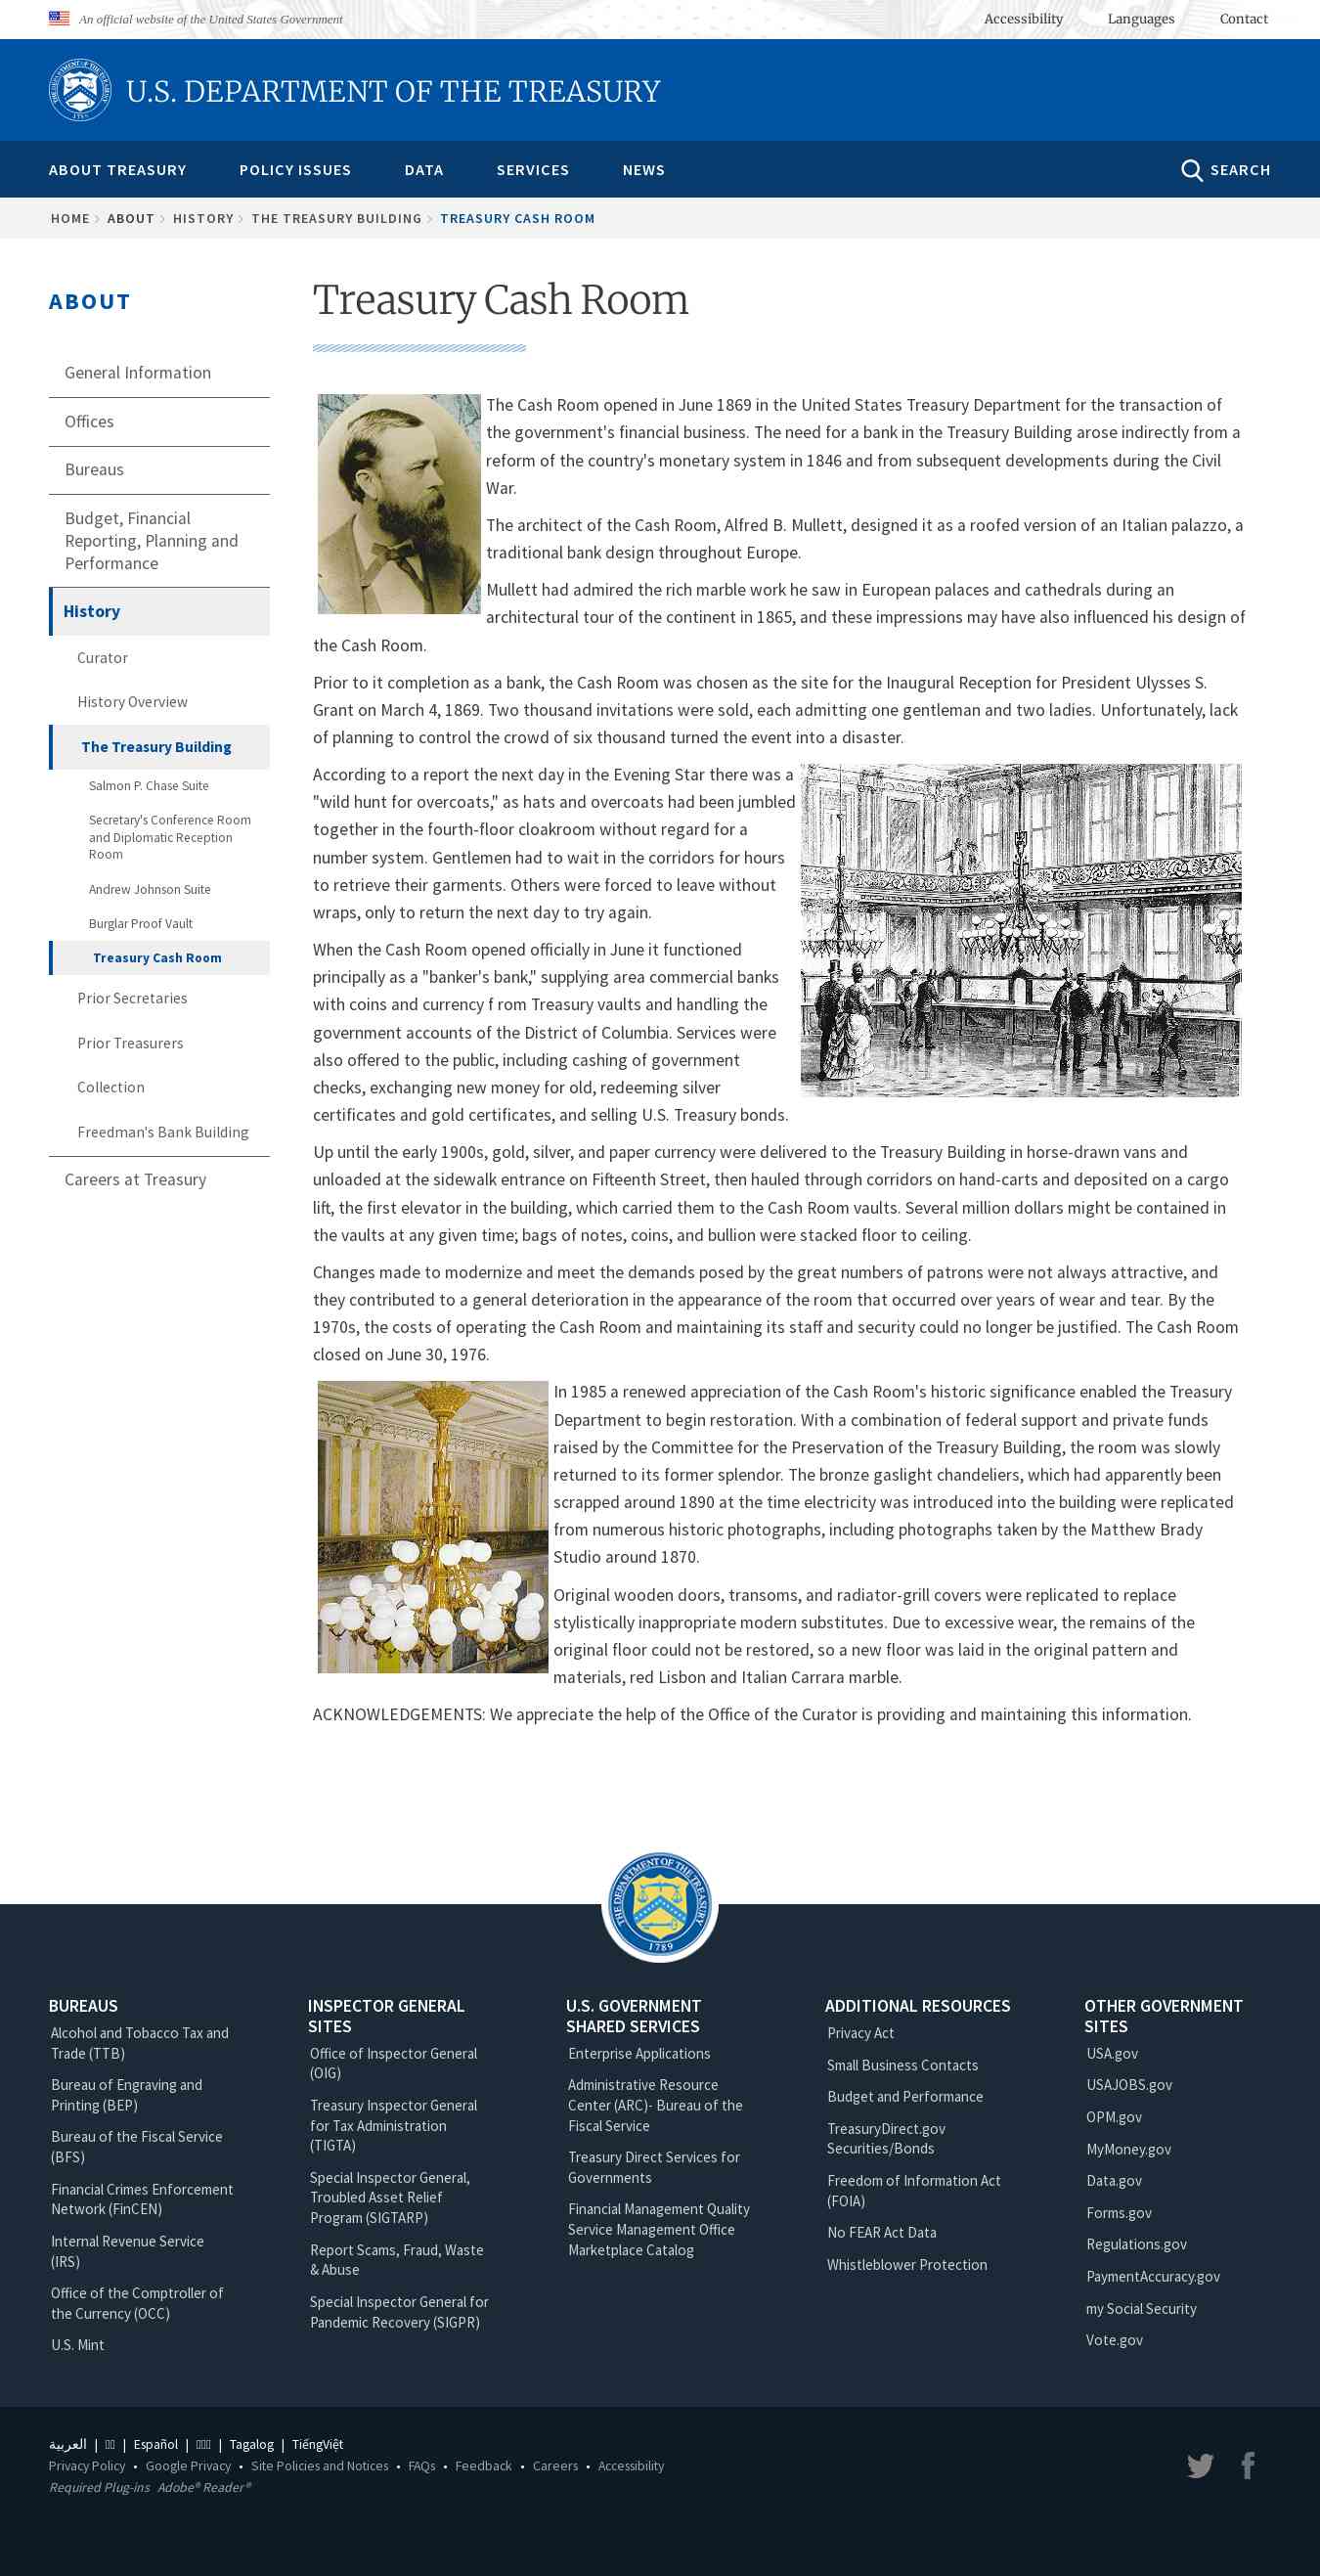 An official website of the United States Government
Accessibility
Languages
Contact
U.S. DEPARTMENT OF THE TREASURY
ABOUT TREASURY
POLICY ISSUES
DATA
SERVICES
NEWS
SEARCH
HOME
ABOUT
HISTORY
THE TREASURY BUILDING
TREASURY CASH ROOM
ABOUT
General Information
Offices
Bureaus
Budget, Financial
Reporting, Planning and
Performance
History
Curator
History Overview
The Treasury Building
Salmon P. Chase Suite
Secretary's Conference Room
and Diplomatic Reception
Room
Andrew Johnson Suite
Burglar Proof Vault
Treasury Cash Room
Prior Secretaries
Prior Treasurers
Collection
Freedman's Bank Building
Careers at Treasury
Treasury Cash Room
The Cash Room opened in June 1869 in the United States Treasury Department for the transaction of
the government's financial business. The need for a bank in the Treasury Building arose indirectly from a
reform of the country's monetary system in 1846 and from subsequent developments during the Civil
War.
The architect of the Cash Room, Alfred B. Mullett, designed it as a roofed version of an Italian palazzo, a
traditional bank design throughout Europe.
Mullett had admired the rich marble work he saw in European palaces and cathedrals during an
architectural tour of the continent in 1865, and these impressions may have also influenced his design of
the Cash Room.
Prior to it completion as a bank, the Cash Room was chosen as the site for the Inaugural Reception for President Ulysses S.
Grant on March 4, 1869. Two thousand invitations were sold, each admitting one gentleman and two ladies. Unfortunately, lack
of planning to control the crowd of six thousand turned the event into a disaster.
According to a report the next day in the Evening Star there was a
"wild hunt for overcoats," as hats and overcoats had been jumbled
together in the fourth-floor cloakroom without regard for a
number system. Gentlemen had to wait in the corridors for hours
to retrieve their garments. Others were forced to leave without
wraps, only to return the next day to try again.
When the Cash Room opened officially in June it functioned
principally as a "banker's bank," supplying area commercial banks
with coins and currency f rom Treasury vaults and handling the
government accounts of the District of Columbia. Services were
also offered to the public, including cashing of government
checks, exchanging new money for old, redeeming silver
certificates and gold certificates, and selling U.S. Treasury bonds.
Up until the early 1900s, gold, silver, and paper currency were delivered to the Treasury Building in horse-drawn vans and
unloaded at the sidewalk entrance on Fifteenth Street, then hauled through corridors on hand-carts and deposited on a cargo
lift, the first elevator in the building, which carried them to the Cash Room vaults. Several million dollars might be contained in
the vaults at any given time; bags of notes, coins, and bullion were stacked floor to ceiling.
Changes made to modernize and meet the demands posed by the great numbers of patrons were not always attractive, and
they contributed to a general deterioration in the appearance of the room that occurred over years of wear and tear. By the
1970s, the costs of operating the Cash Room and maintaining its staff and security could no longer be justified. The Cash Room
closed on June 30, 1976.
In 1985 a renewed appreciation of the Cash Room's historic significance enabled the Treasury
Department to begin restoration. With a combination of federal support and private funds
raised by the Committee for the Preservation of the Treasury Building, the room was slowly
returned to its former splendor. The bronze gaslight chandeliers, which had apparently been
scrapped around 1890 at the time electricity was introduced into the building were replicated
from numerous historic photographs, including photographs taken by the Matthew Brady
Studio around 1870.
Original wooden doors, transoms, and radiator-grill covers were replicated to replace
stylistically inappropriate modern substitutes. Due to excessive wear, the remains of the
original floor could not be restored, so a new floor was laid in the original pattern and
materials, red Lisbon and Italian Carrara marble.
ACKNOWLEDGEMENTS: We appreciate the help of the Office of the Curator is providing and maintaining this information.
THE DEPARTMENT OF THE TREASURY
1789
BUREAUS
Alcohol and Tobacco Tax and
Trade (TTB)
Bureau of Engraving and
Printing (BEP)
Bureau of the Fiscal Service
(BFS)
Financial Crimes Enforcement
Network (FinCEN)
Internal Revenue Service
(IRS)
Office of the Comptroller of
the Currency (OCC)
U.S. Mint
INSPECTOR GENERAL
SITES
Office of Inspector General
(OIG)
Treasury Inspector General
for Tax Administration
(TIGTA)
Special Inspector General,
Troubled Asset Relief
Program (SIGTARP)
Report Scams, Fraud, Waste
& Abuse
Special Inspector General for
Pandemic Recovery (SIGPR)
U.S. GOVERNMENT
SHARED SERVICES
Enterprise Applications
Administrative Resource
Center (ARC)- Bureau of the
Fiscal Service
Treasury Direct Services for
Governments
Financial Management Quality
Service Management Office
Marketplace Catalog
ADDITIONAL RESOURCES
Privacy Act
Small Business Contacts
Budget and Performance
TreasuryDirect.gov
Securities/Bonds
Freedom of Information Act
(FOIA)
No FEAR Act Data
Whistleblower Protection
OTHER GOVERNMENT
SITES
USA.gov
USAJOBS.gov
OPM.gov
MyMoney.gov
Data.gov
Forms.gov
Regulations.gov
PaymentAccuracy.gov
my Social Security
Vote.gov
العربية | | Español | | Tagalog | TiếngViệt
Privacy Policy • Google Privacy • Site Policies and Notices • FAQs • Feedback • Careers • Accessibility
Required Plug-ins Adobe® Reader®